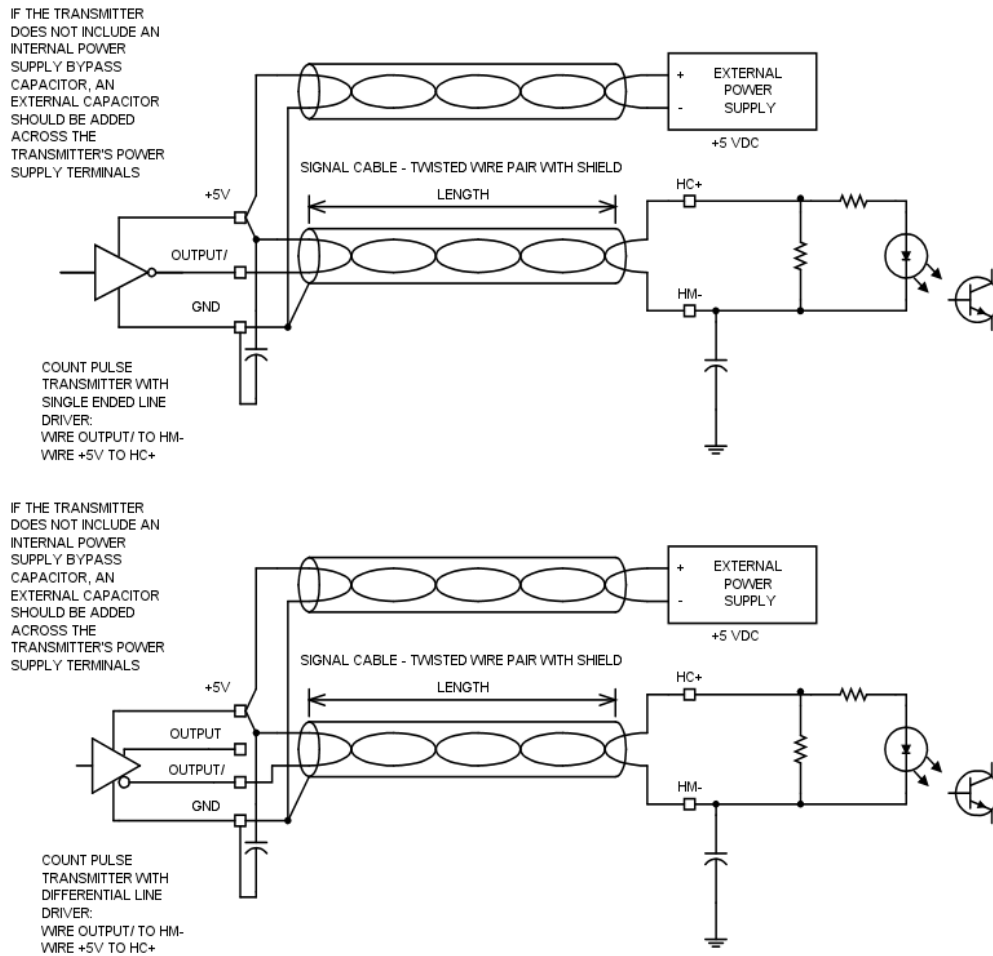 IF THE TRANSMITTER
DOES NOT INCLUDE AN
INTERNAL POWER
SUPPLY BYPASS
CAPACITOR, AN
EXTERNAL CAPACITOR
SHOULD BE ADDED
ACROSS THE
TRANSMITTER'S POWER
SUPPLY TERMINALS
+ EXTERNAL
POWER
- SUPPLY
+5 VDC
SIGNAL CABLE - TWISTED WIRE PAIR WITH SHIELD
LENGTH
+5V
HC+
OUTPUT/
GND
HM-
COUNT PULSE
TRANSMITTER WITH
SINGLE ENDED LINE
DRIVER:
WIRE OUTPUT/ TO HM-
WIRE +5V TO HC+
IF THE TRANSMITTER
DOES NOT INCLUDE AN
INTERNAL POWER
SUPPLY BYPASS
CAPACITOR, AN
EXTERNAL CAPACITOR
SHOULD BE ADDED
ACROSS THE
TRANSMITTER'S POWER
SUPPLY TERMINALS
+ EXTERNAL
POWER
- SUPPLY
+5 VDC
SIGNAL CABLE - TWISTED WIRE PAIR WITH SHIELD
LENGTH
+5V
HC+
OUTPUT
OUTPUT/
GND
HM-
COUNT PULSE
TRANSMITTER WITH
DIFFERENTIAL LINE
DRIVER:
WIRE OUTPUT/ TO HM-
WIRE +5V TO HC+